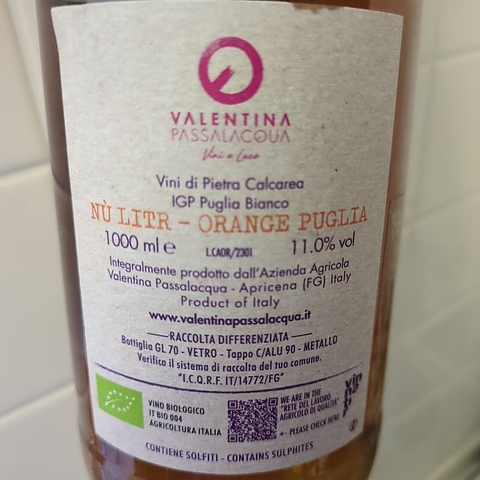 VALENTINA
PASSALACQUA
Vini e Luce
Vini di Pietra Calcarea
IGP Puglia Bianco
NÙ LITR – ORANGE PUGLIA
1000 ml e L.CAOR/2301 11.0% vol
Integralmente prodotto dall'Azienda Agricola
Valentina Passalacqua - Apricena (FG) Italy
Product of Italy
www.valentinapassalacqua.it
RACCOLTA DIFFERENZIATA
Bottiglia GL 70 - VETRO - Tappo C/ALU 90 - METALLO
Verifica il sistema di raccolta del tuo comune.
"I.C.Q.R.F. IT/14772/FG"
VINO BIOLOGICO
IT BIO 004
AGRICOLTURA ITALIA
WE ARE IN THE
"RETE DEL LAVORO
AGRICOLO DI QUALITA'"
PLEASE CHECK HERE
CONTIENE SOLFITI - CONTAINS SULPHITES